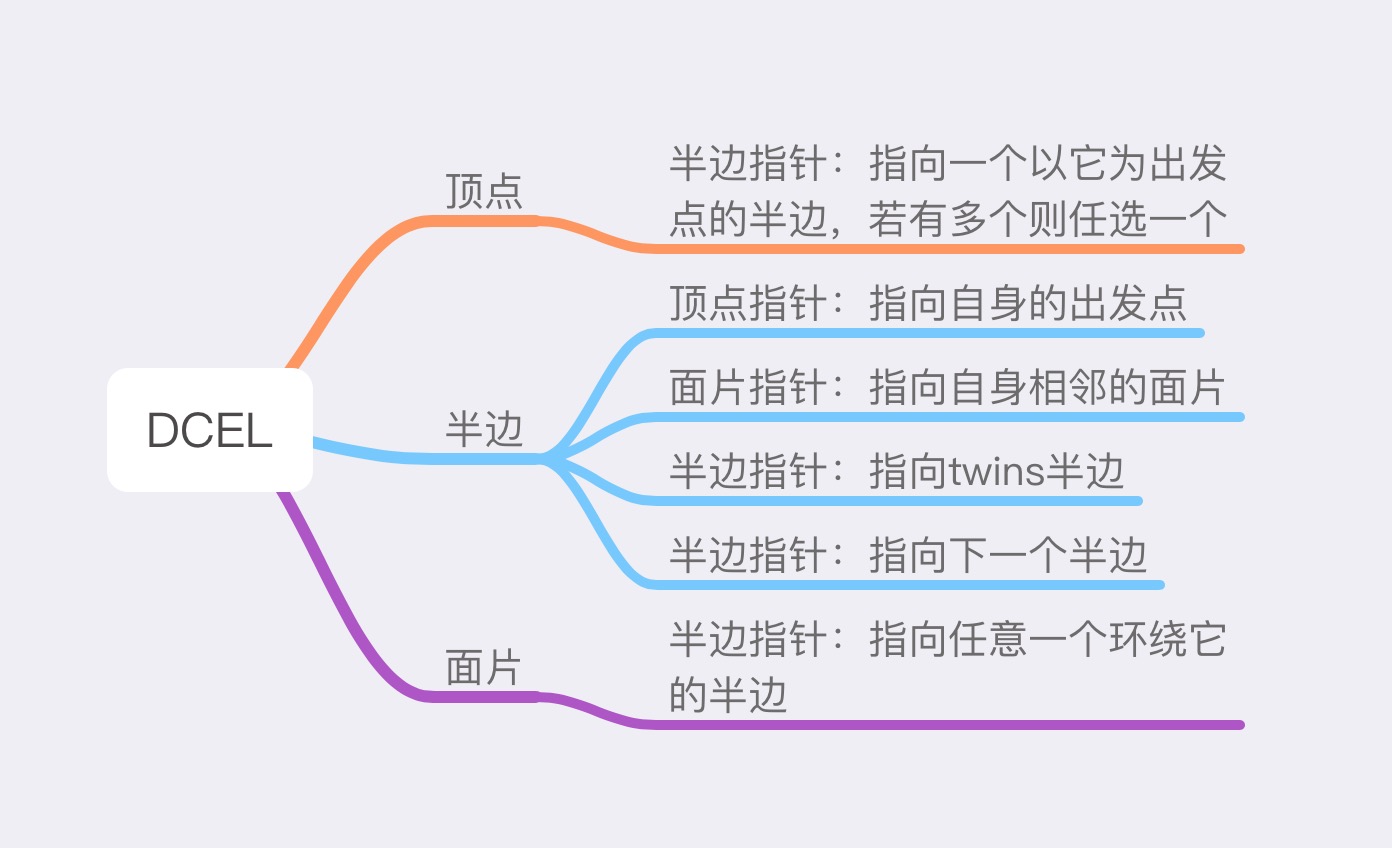 DCEL
顶点
半边指针：指向一个以它为出发
点的半边，若有多个则任选一个
半边
顶点指针：指向自身的出发点
面片指针：指向自身相邻的面片
半边指针：指向twins半边
半边指针：指向下一个半边
面片
半边指针：指向任意一个环绕它
的半边